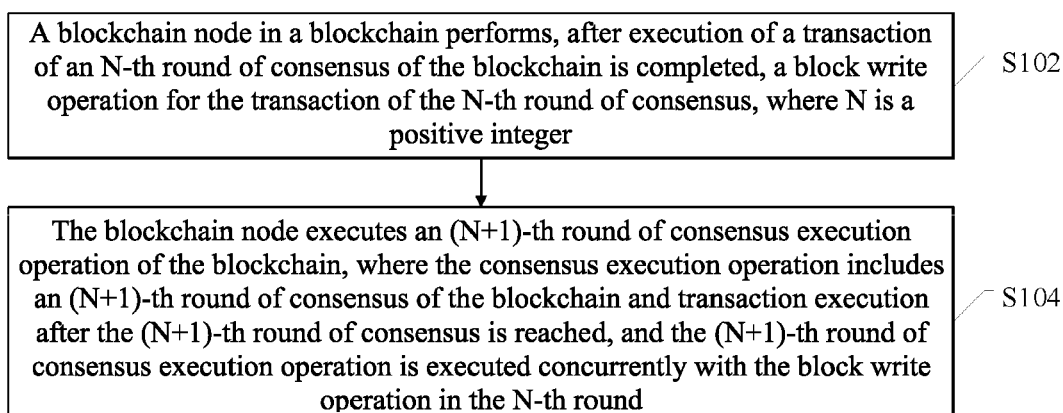 A blockchain node in a blockchain performs, after execution of a transaction
of an N-th round of consensus of the blockchain is completed, a block write
operation for the transaction of the N-th round of consensus, where N is a
positive integer
S102
The blockchain node executes an (N+1)-th round of consensus execution
operation of the blockchain, where the consensus execution operation includes
an (N+1)-th round of consensus of the blockchain and transaction execution
after the (N+1)-th round of consensus is reached, and the (N+1)-th round of
consensus execution operation is executed concurrently with the block write
operation in the N-th round
S104